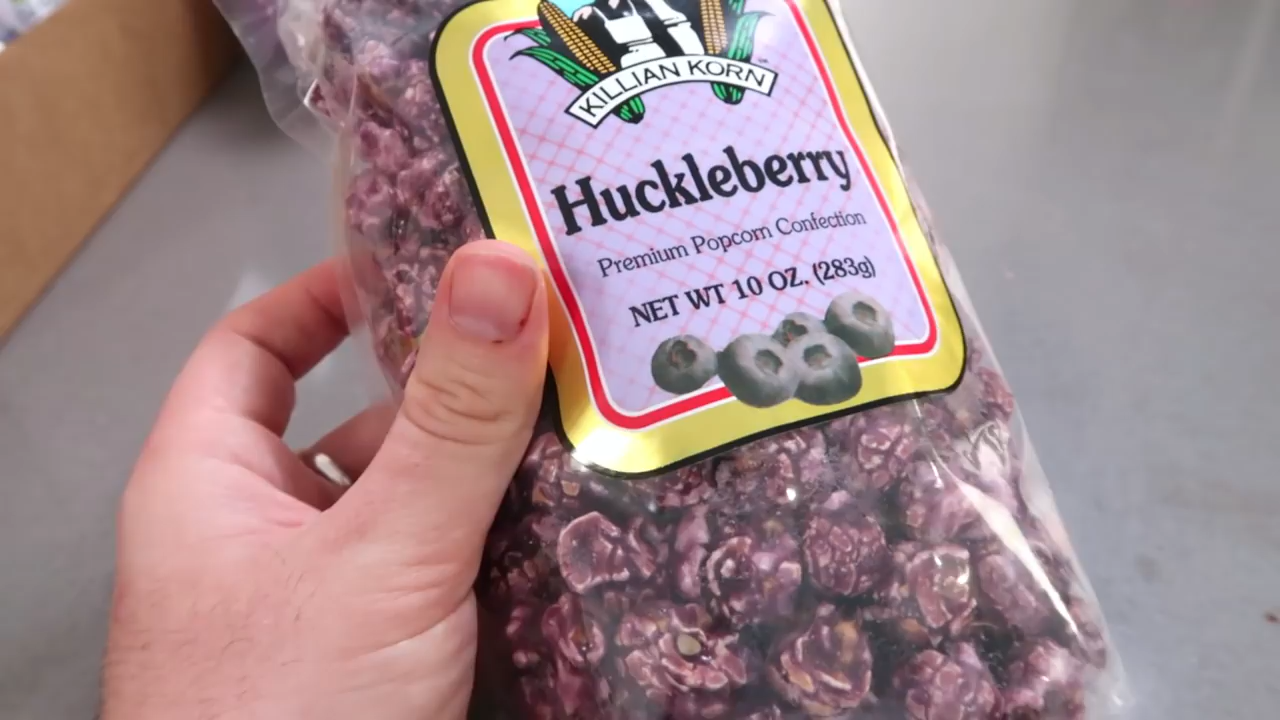 KILLIAN KORN
Huckleberry
Premium Popcorn Confection
NET WT 10 OZ. (283g)